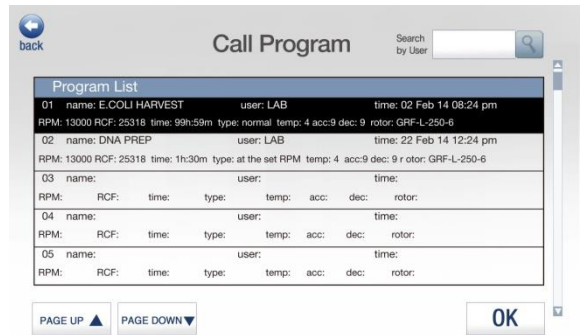 back
Call Program
Search
by User
Program List
01 name: E.COLI HARVEST user: LAB time: 02 Feb 14 08:24 pm
RPM: 13000 RCF: 25318 time: 99h:59m type: normal temp: 4 acc:9 dec: 9 rotor: GRF-L-250-6
02 name: DNA PREP user: LAB time: 22 Feb 14 12:24 pm
RPM: 13000 RCF: 25318 time: 1h:30m type: at the set RPM temp: 4 acc:9 dec: 9 r otor: GRF-L-250-6
03 name: user: time:
RPM: RCF: time: type: temp: acc: dec: rotor:
04 name: user: time:
RPM: RCF: time: type: temp: acc: dec: rotor:
05 name: user: time:
RPM: RCF: time: type: temp: acc: dec: rotor:
PAGE UP PAGE DOWN OK